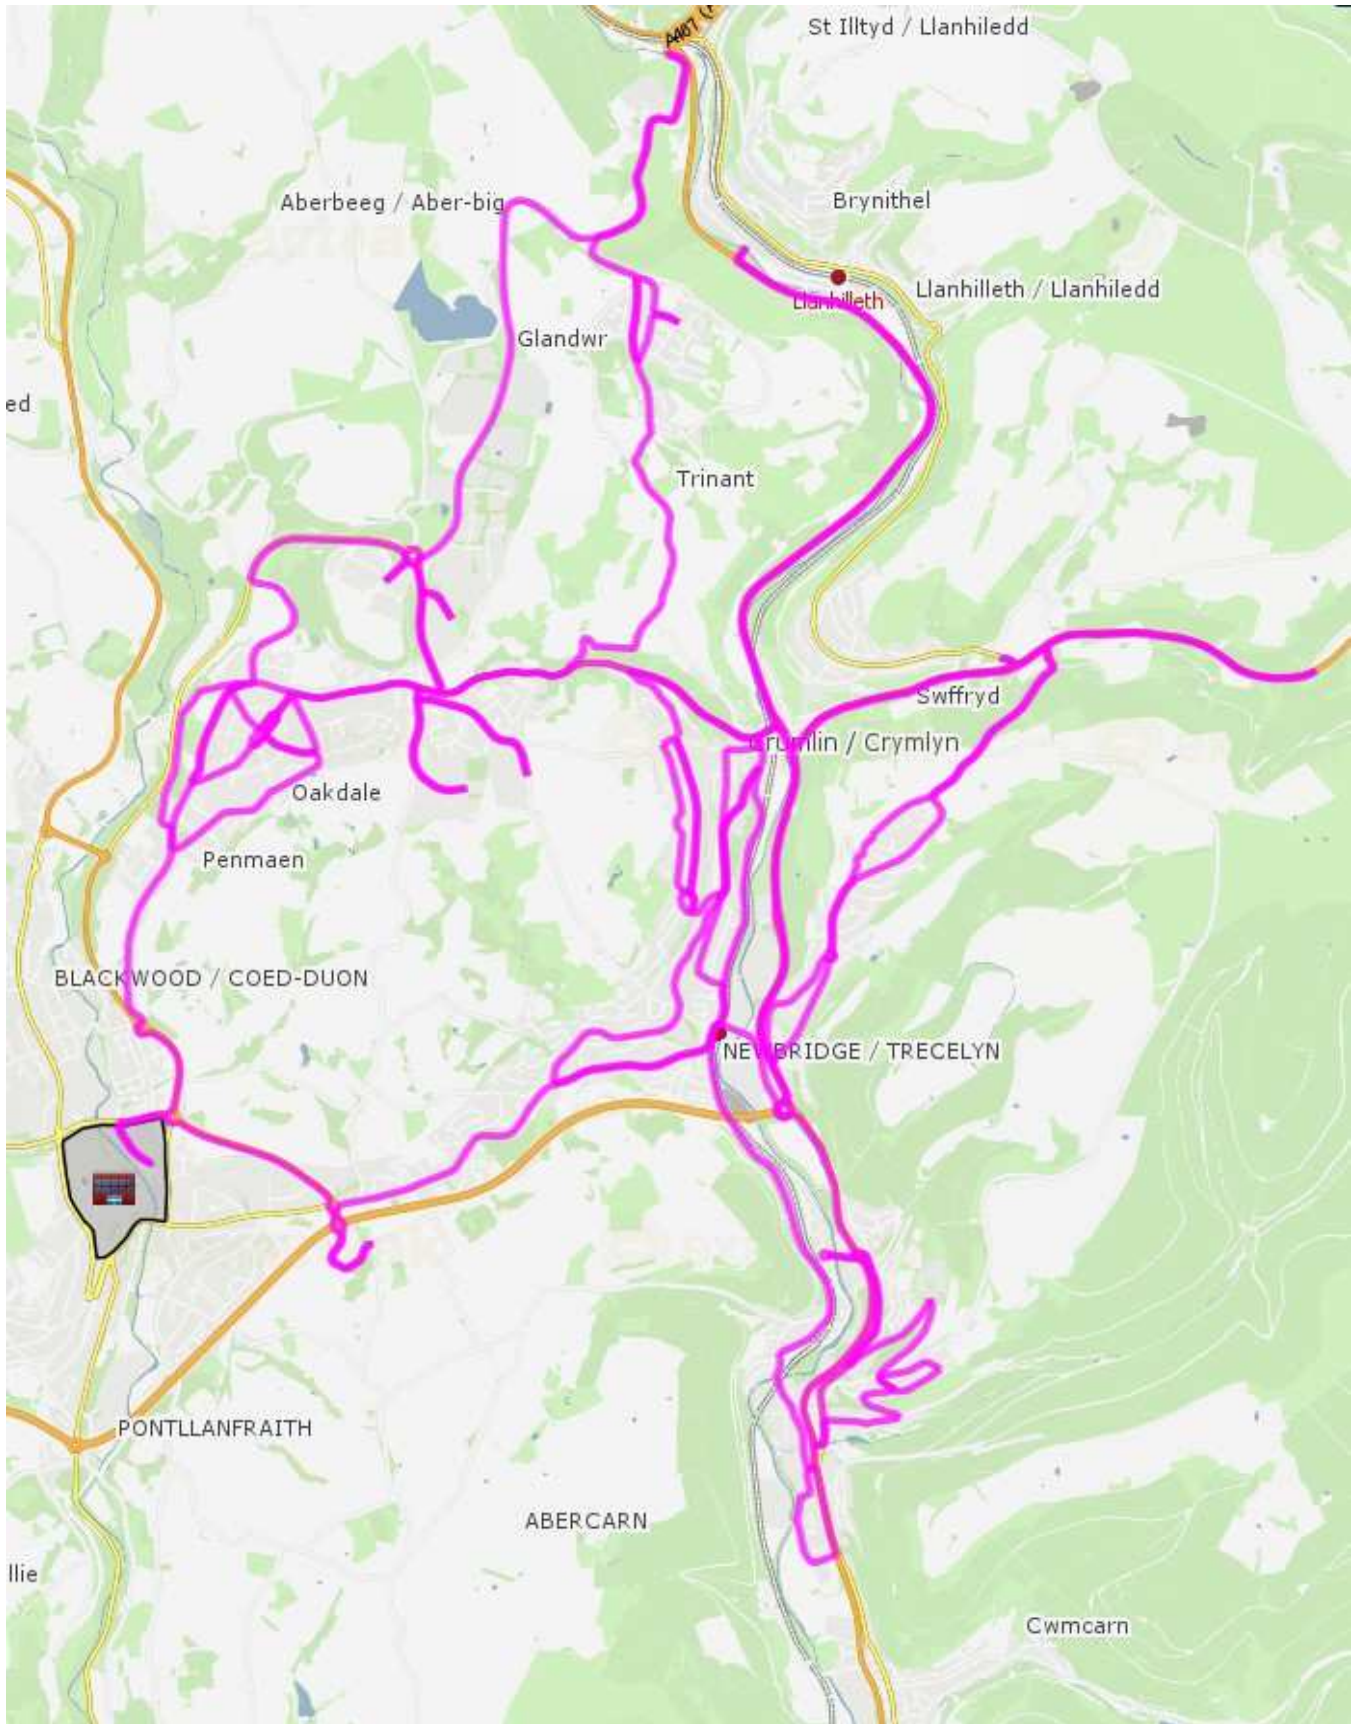 St Illtyd / Llanhiledd
Aberbeeg / Aber-big
Brynithel
Llanhilleth / Llanhiledd
Llanhilleth
Glandwr
ed
Trinant
Swffryd
Crumlin / Crymlyn
Oakdale
Penmaen
BLACKWOOD / COED-DUON
NEWBRIDGE / TRECELYN
PONTLLANFRAITH
ABERCARN
llie
Cwmcarn